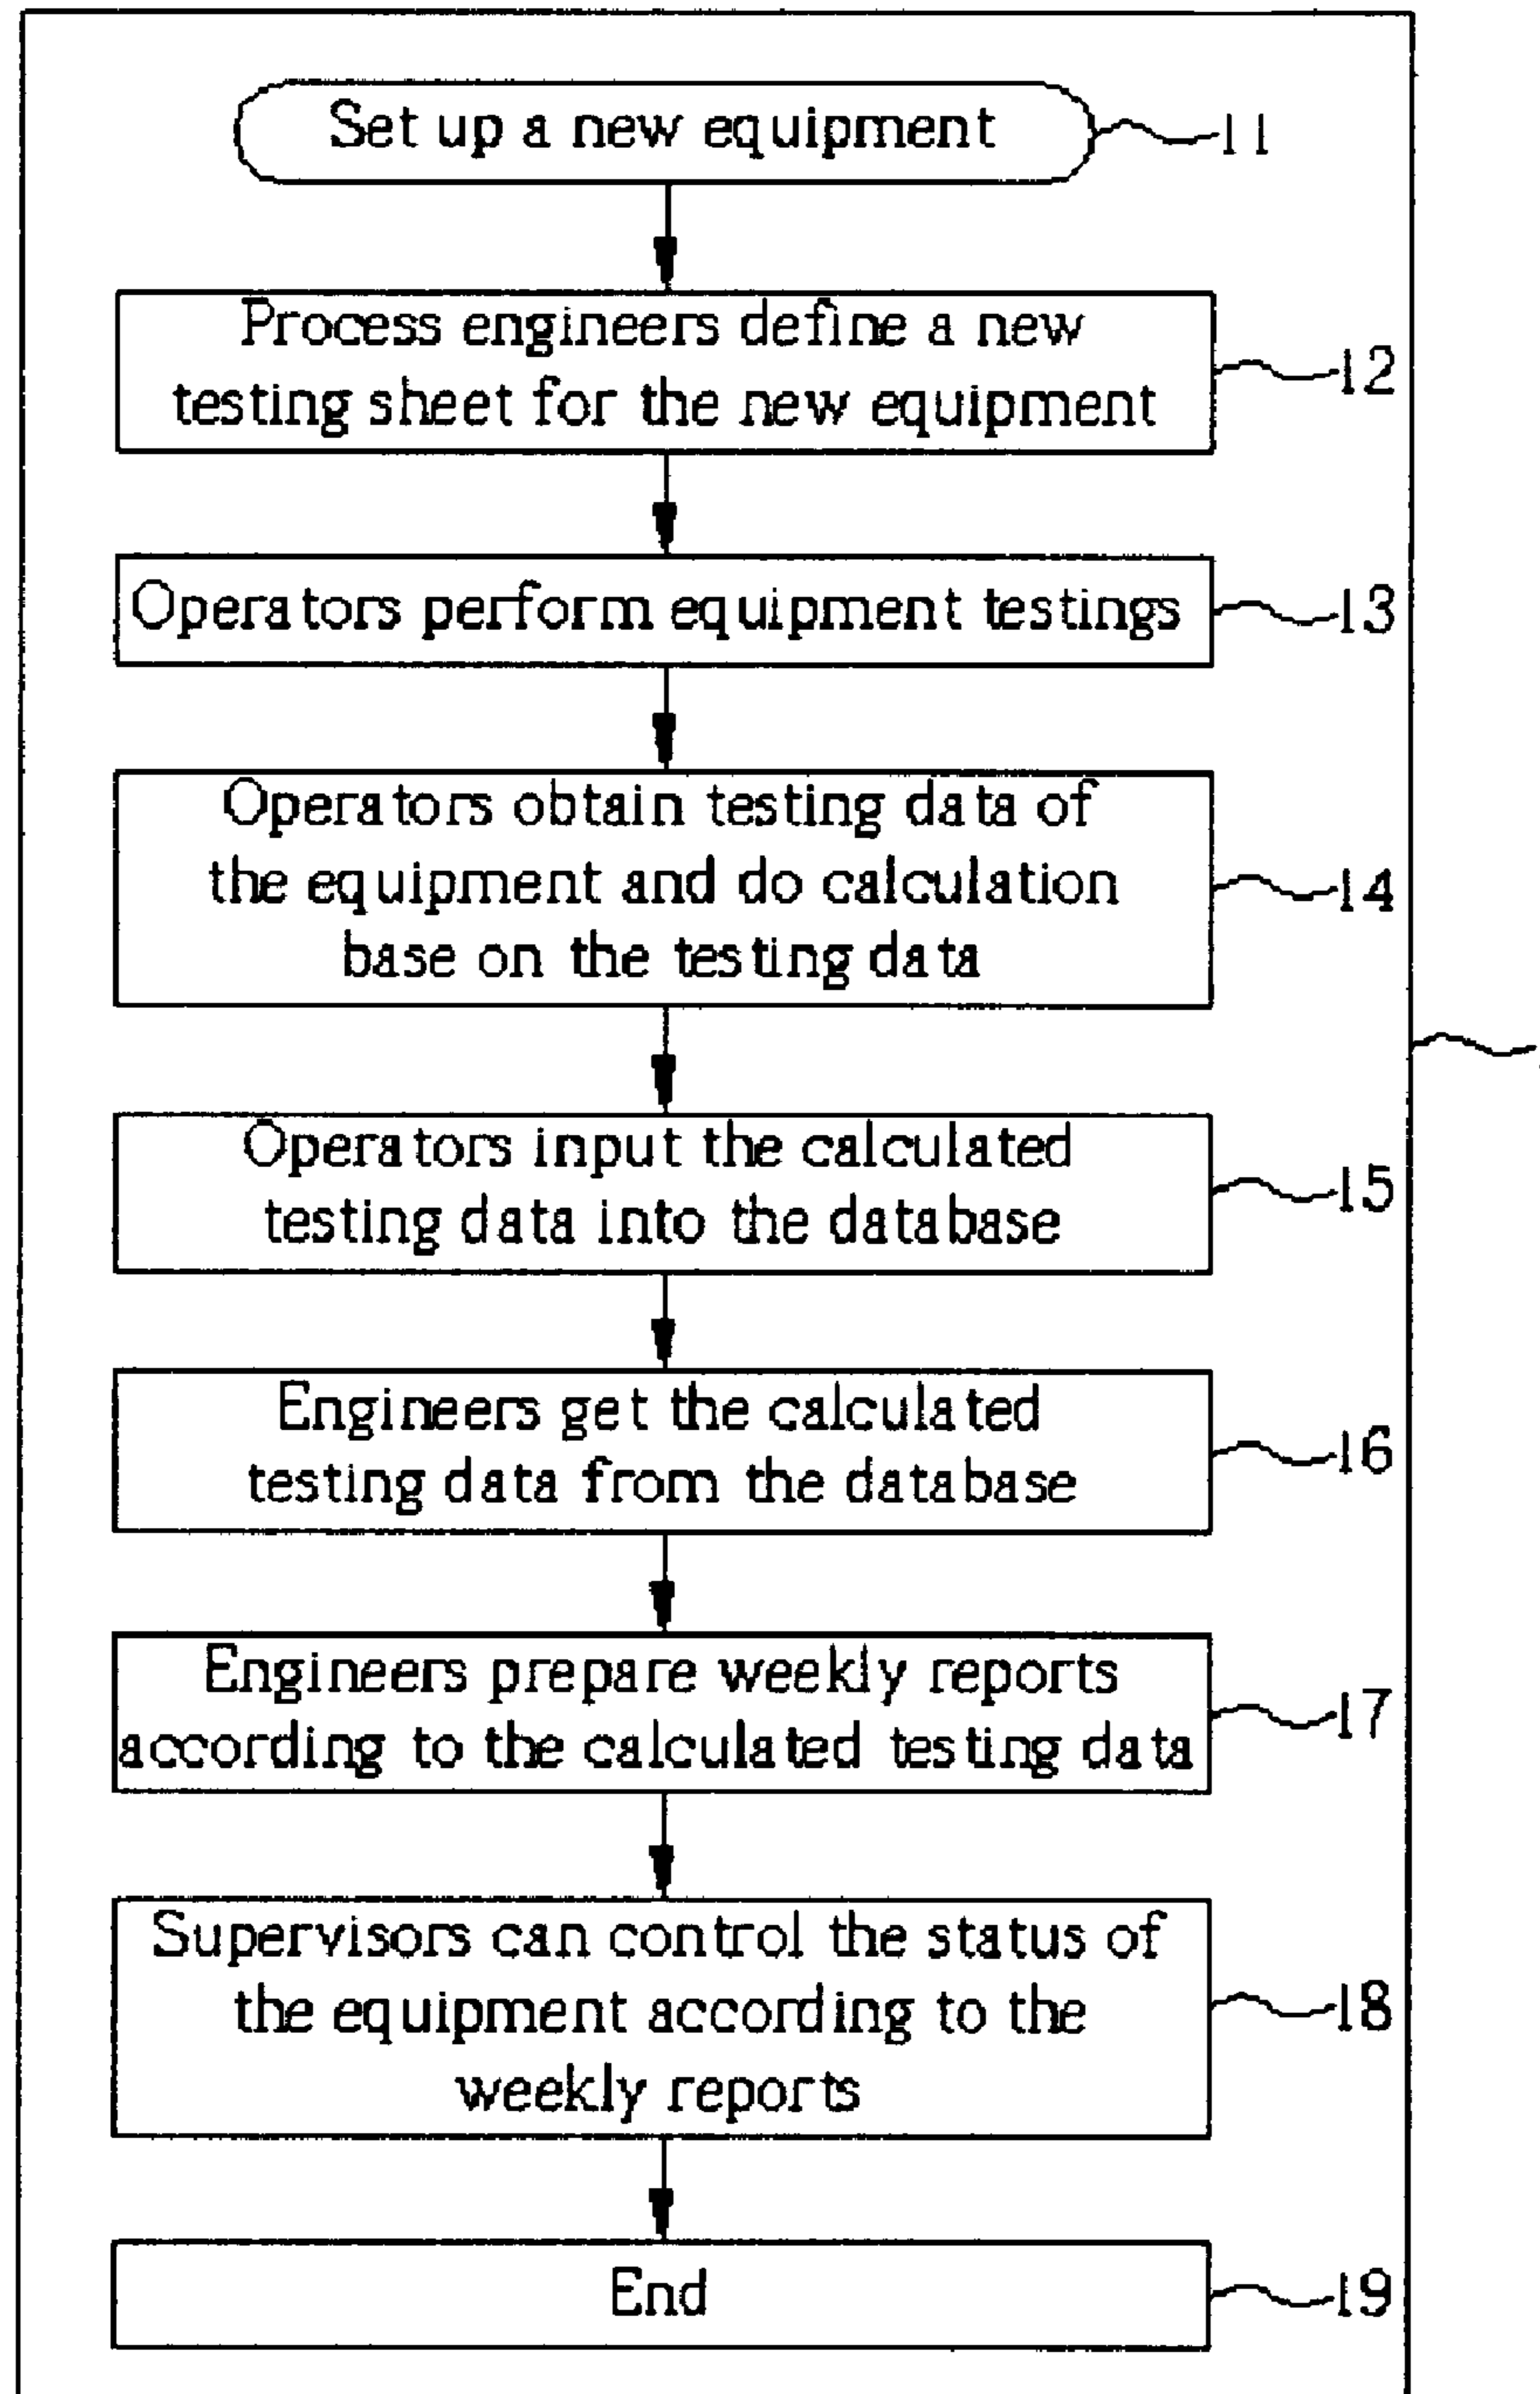 Set up a new equipment
11
Process engineers define a new
testing sheet for the new equipment
12
Operators perform equipment testings
13
Operators obtain testing data of
the equipment and do calculation
base on the testing data
14
Operators input the calculated
testing data into the database
15
Engineers get the calculated
testing data from the database
16
Engineers prepare weekly reports
according to the calculated testing data
17
Supervisors can control the status of
the equipment according to the
weekly reports
18
End
19